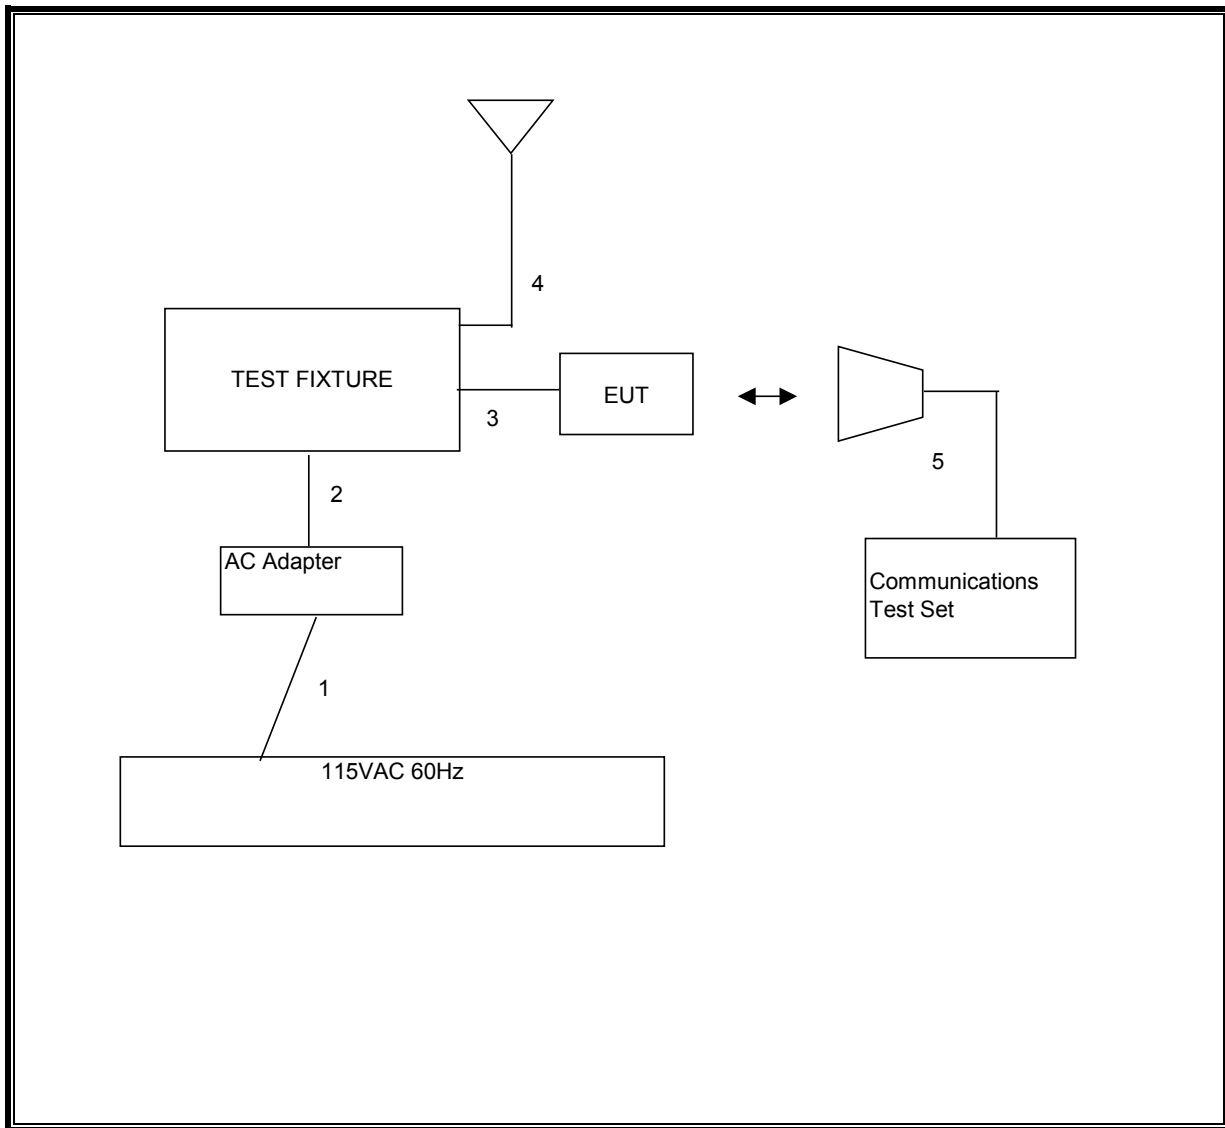 4
TEST FIXTURE
EUT
3
5
2
AC Adapter
Communications
Test Set
1
115VAC 60Hz